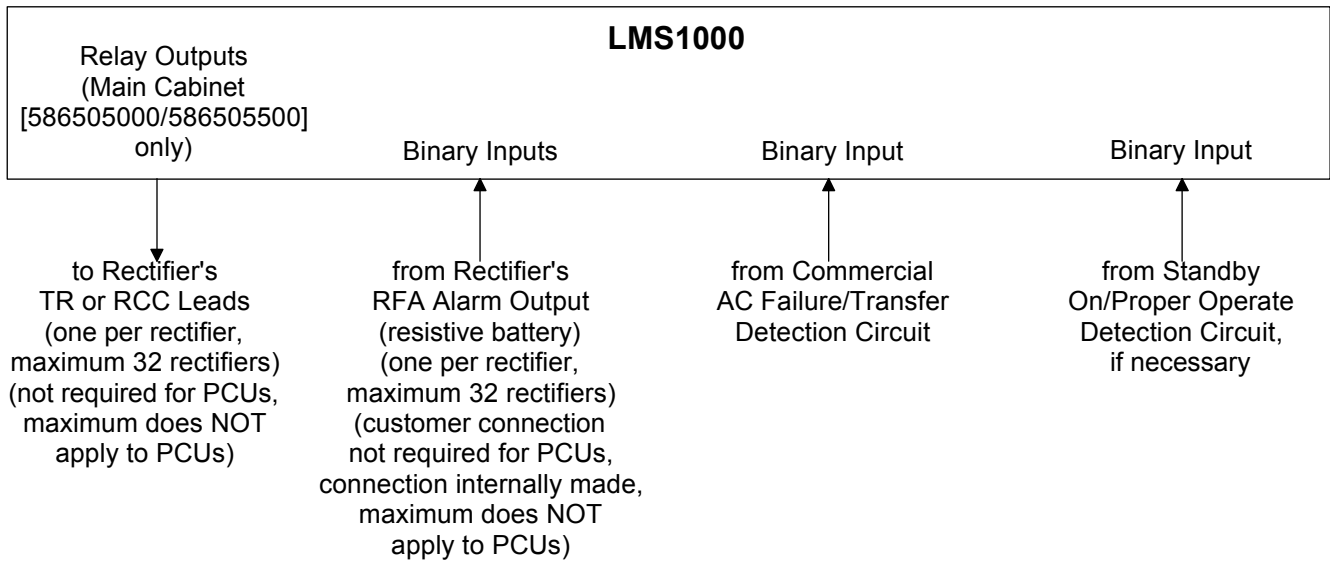 LMS1000
Relay Outputs
(Main Cabinet
[586505000/586505500]
only)
Binary Inputs
Binary Input
Binary Input
to Rectifier's
TR or RCC Leads
(one per rectifier,
maximum 32 rectifiers)
(not required for PCUs,
maximum does NOT
apply to PCUs)
from Rectifier's
RFA Alarm Output
(resistive battery)
(one per rectifier,
maximum 32 rectifiers)
(customer connection
not required for PCUs,
connection internally made,
maximum does NOT
apply to PCUs)
from Commercial
AC Failure/Transfer
Detection Circuit
from Standby
On/Proper Operate
Detection Circuit,
if necessary